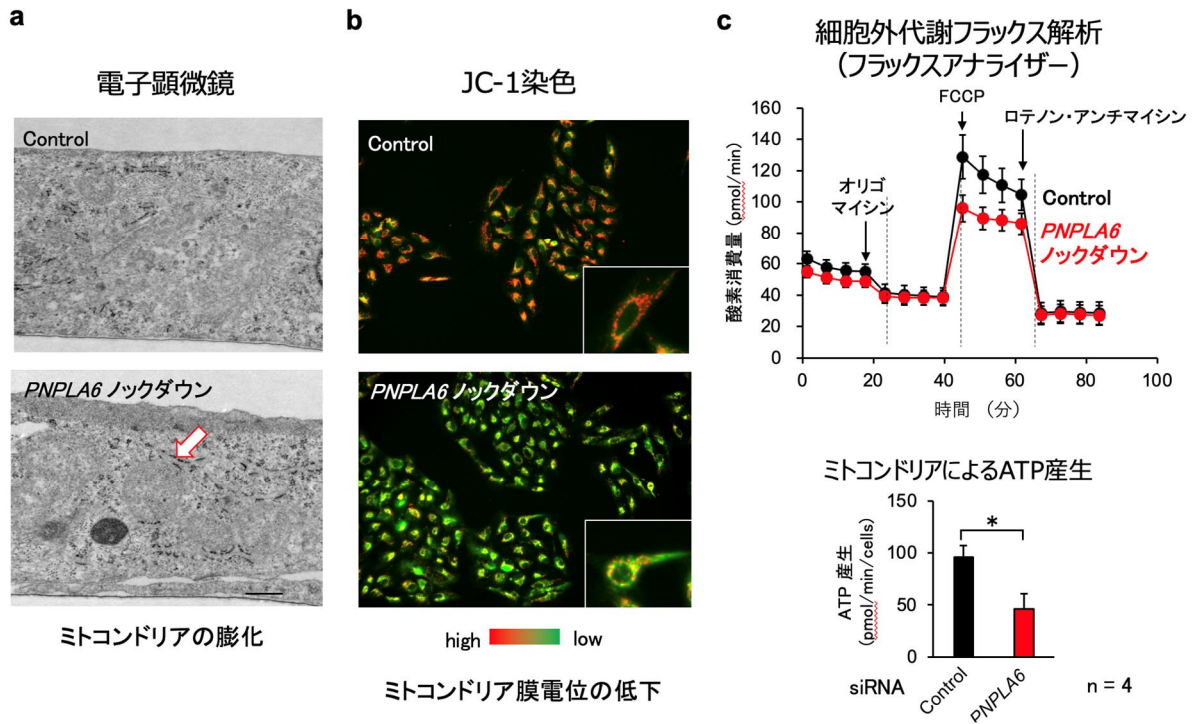 a
電子顕微鏡
Control
PNPLA6 ノックダウン
ミトコンドリアの膨化
b
JC-1染色
Control
PNPLA6 ノックダウン
high low
ミトコンドリア膜電位の低下
c
細胞外代謝フラックス解析
（フラックスアナライザー）
FCCP
ロテノン・アンチマイシン
オリゴ
マイシン
Control
PNPLA6
ノックダウン
酸素消費量 (pmol/min)
160
140
120
100
80
60
40
20
0
0 20 40 60 80 100
時間 （分）
ミトコンドリアによるATP産生
ATP 産生
(pmol/min/cells)
150
100
50
0
*
siRNA Control PNPLA6 n = 4